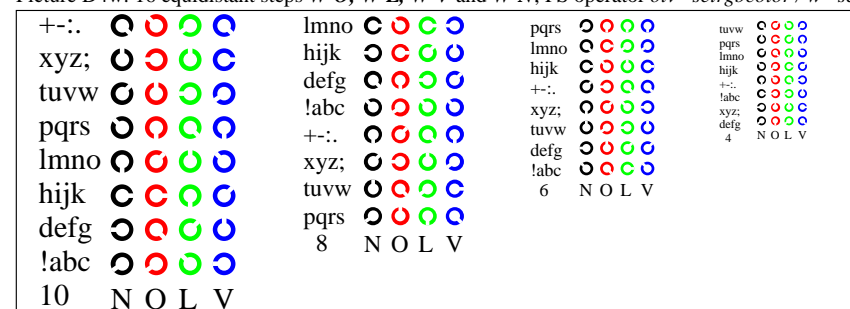 +-:.
xyz;
tuvw
pqrs
lmno
hijk
defg
!abc
10 N O L V
lmno
hijk
defg
!abc
+-:.
xyz;
tuvw
pqrs
8 N O L V
pqrs
lmno
hijk
+-:.
xyz;
tuvw
defg
!abc
6 N O L V
tuvw
pqrs
lmno
hijk
+-:.
!abc
xyz;
defg
4 N O L V